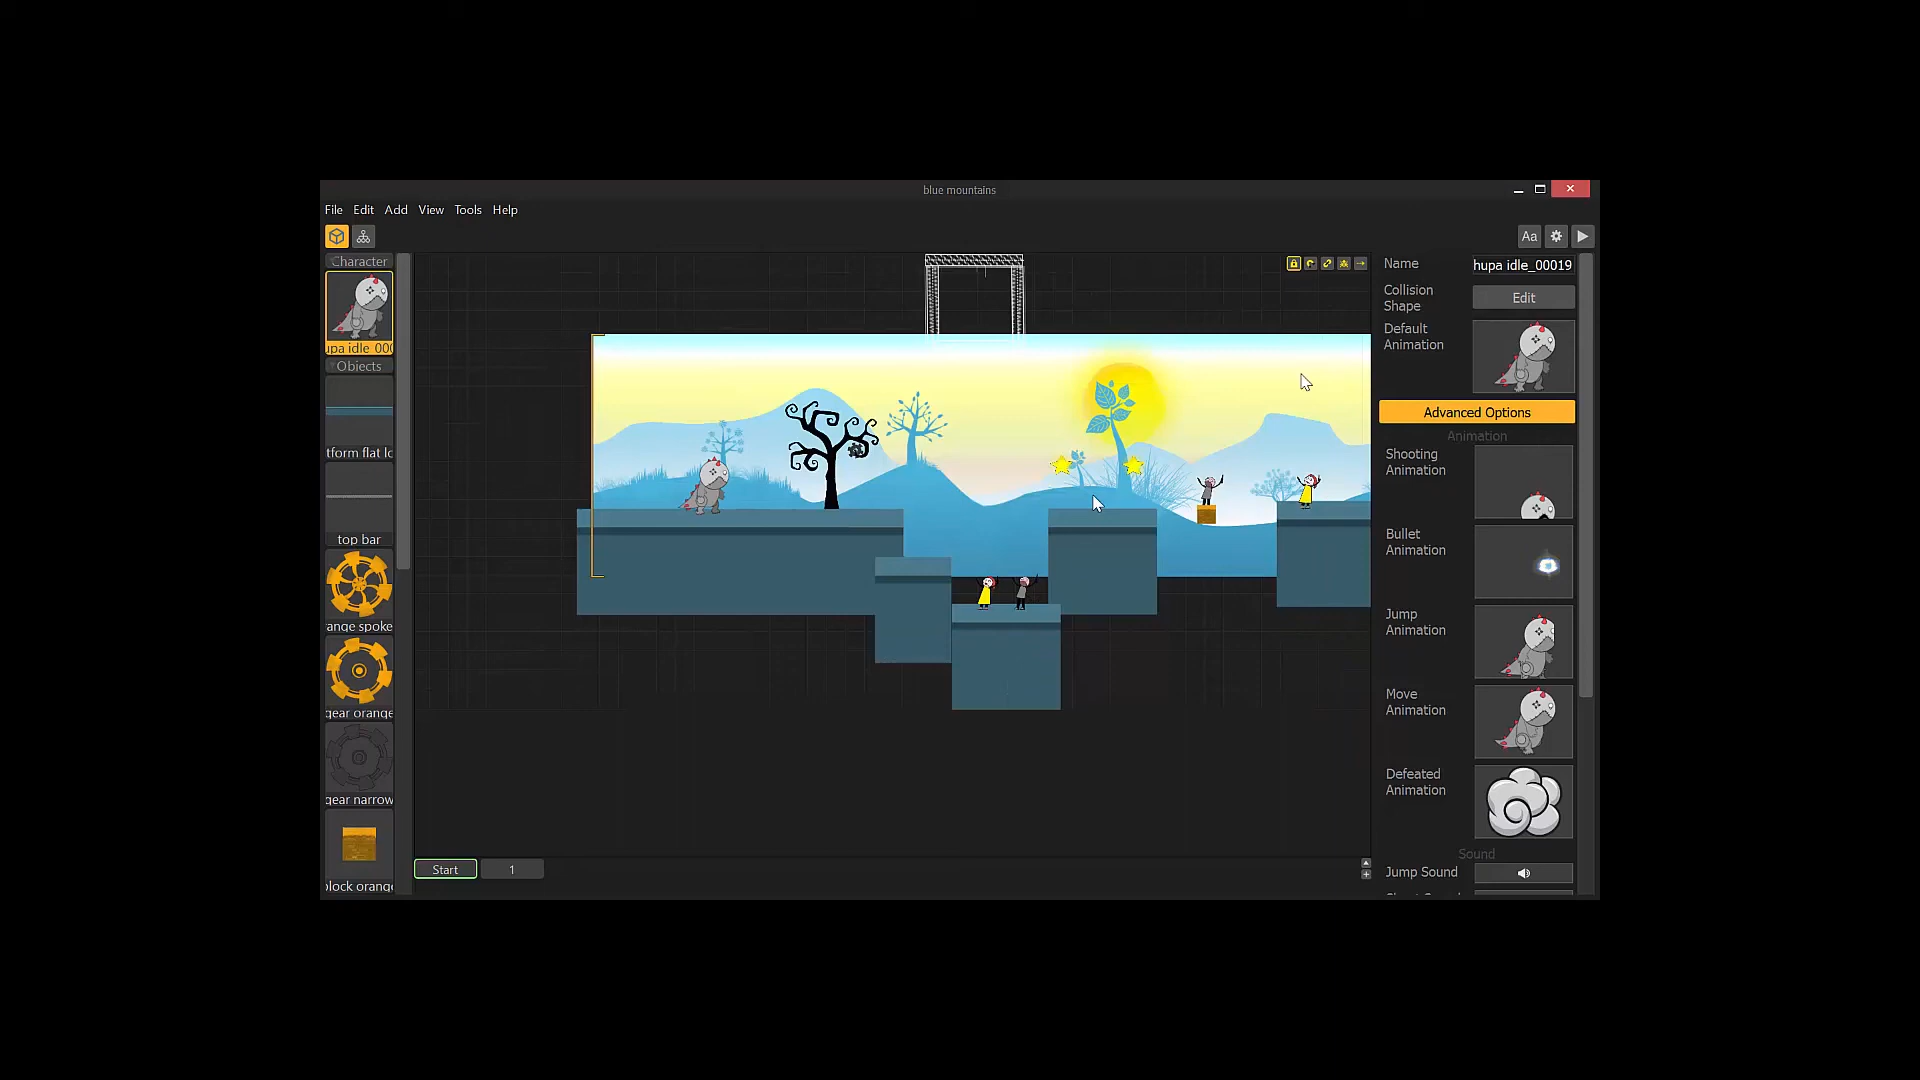 blue mountains
File Edit Add View Tools Help
Aa
Character
upa idle_000
Objects
tform flat lo
top bar
ange spoke
gear orange
gear narrow
block orange
Name
hupa idle_00019
Collision
Shape
Edit
Default
Animation
Advanced Options
Animation
Shooting
Animation
Bullet
Animation
Jump
Animation
Move
Animation
Defeated
Animation
Sound
Jump Sound
Start
1